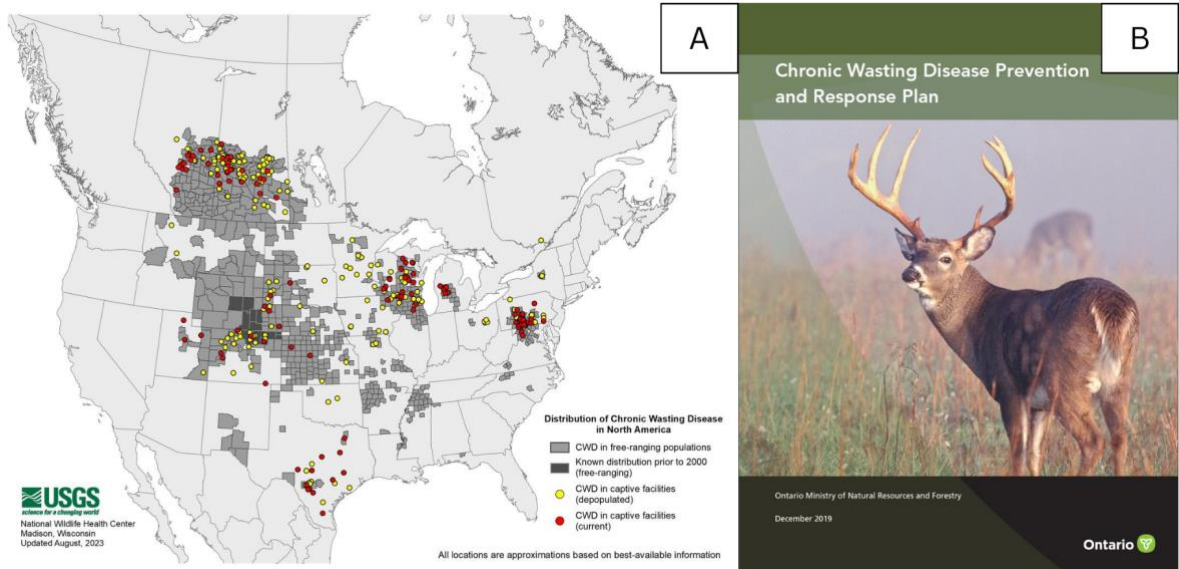 A
Distribution of Chronic Wasting Disease
in North America
CWD in free-ranging populations
Known distribution prior to 2000
(free-ranging)
CWD in captive facilities
(depopulated)
CWD in captive facilities
(current)
USGS
science for a changing world
National Wildlife Health Center
Madison, Wisconsin
Updated August, 2023
All locations are approximations based on best-available information
B
Chronic Wasting Disease Prevention
and Response Plan
Ontario Ministry of Natural Resources and Forestry
December 2019
Ontario